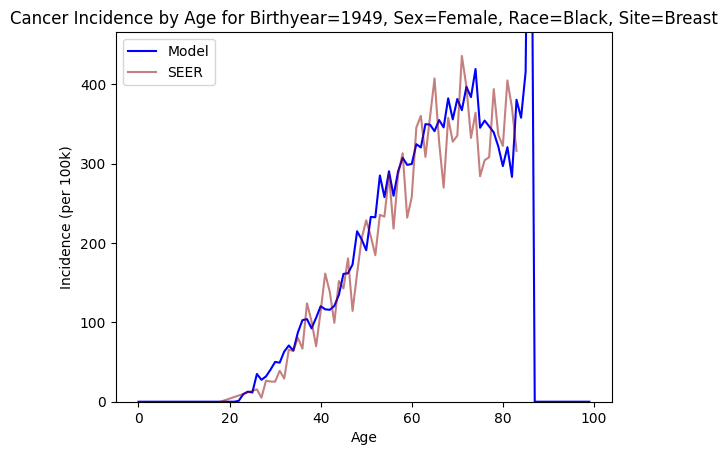 Cancer Incidence by Age for Birthyear=1949, Sex=Female, Race=Black, Site=Breast
Model
SEER
400
300
200
100
0
Incidence (per 100k)
0 20 40 60 80 100
Age